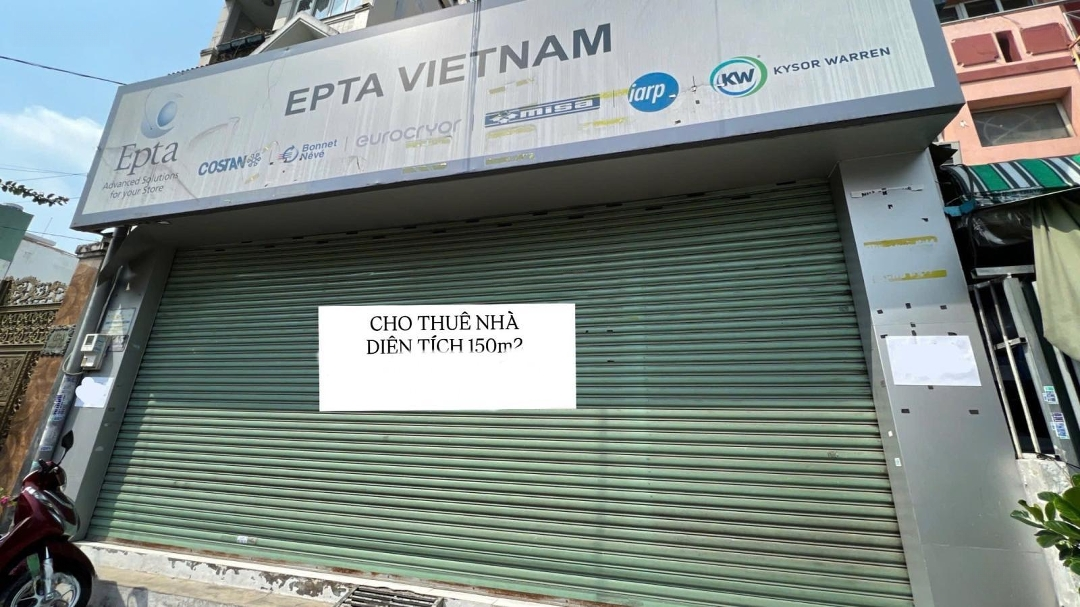 EPTA VIETNAM
Epta
Advanced Solutions
for your Store
COSTAN
Bonnet
Névé
eurocryor
misa
iarp
KW
KYSOR WARREN
CHO THUÊ NHÀ
DIỆN TÍCH 150m2